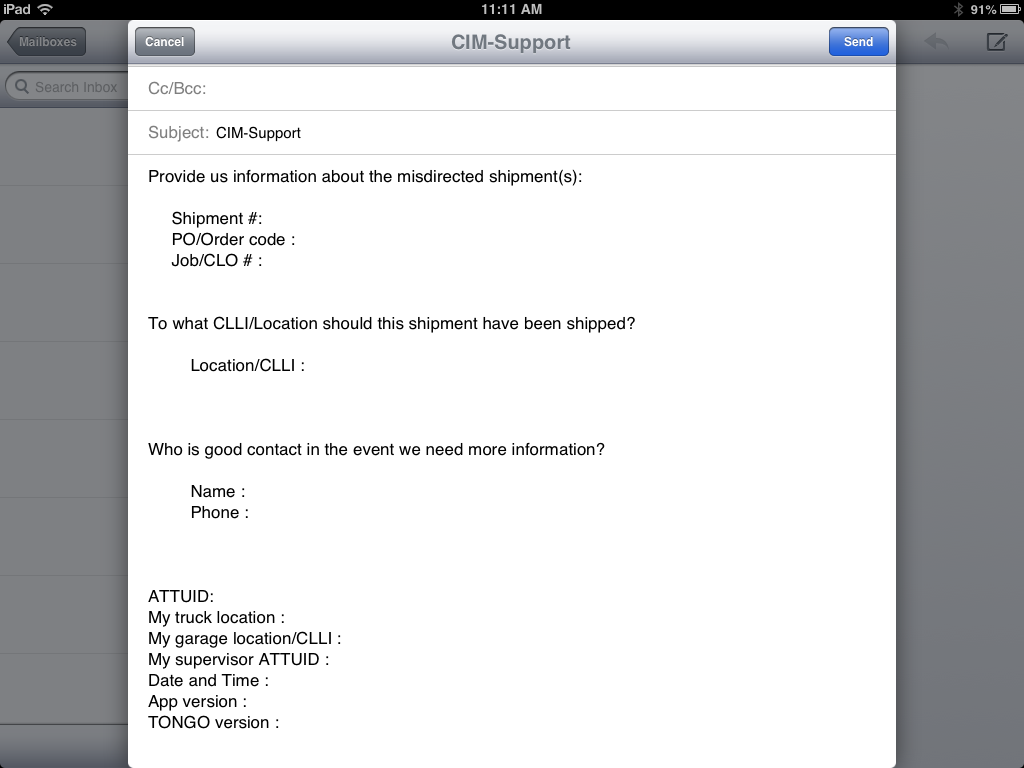 iPad 11:11 AM 91%
Mailboxes Cancel CIM-Support Send
Search Inbox
Cc/Bcc:
Subject: CIM-Support
Provide us information about the misdirected shipment(s):
Shipment #:
PO/Order code :
Job/CLO # :
To what CLLI/Location should this shipment have been shipped?
Location/CLLI :
Who is good contact in the event we need more information?
Name :
Phone :
ATTUID:
My truck location :
My garage location/CLLI :
My supervisor ATTUID :
Date and Time :
App version :
TONGO version :